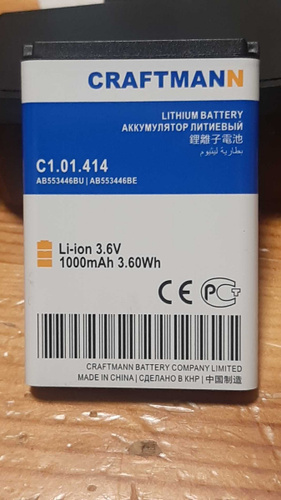 CRAFTMANN
LITHIUM BATTERY
АККУМУЛЯТОР ЛИТИЕВЫЙ
鋰離子電池
بطارية ليثيوم
C1.01.414
AB553446BU | AB553446BE
Li-ion 3.6V
1000mAh 3.60Wh
CE PCT
CRAFTMANN BATTERY COMPANY LIMITED
MADE IN CHINA | СДЕЛАНО В КНР | 中国制造